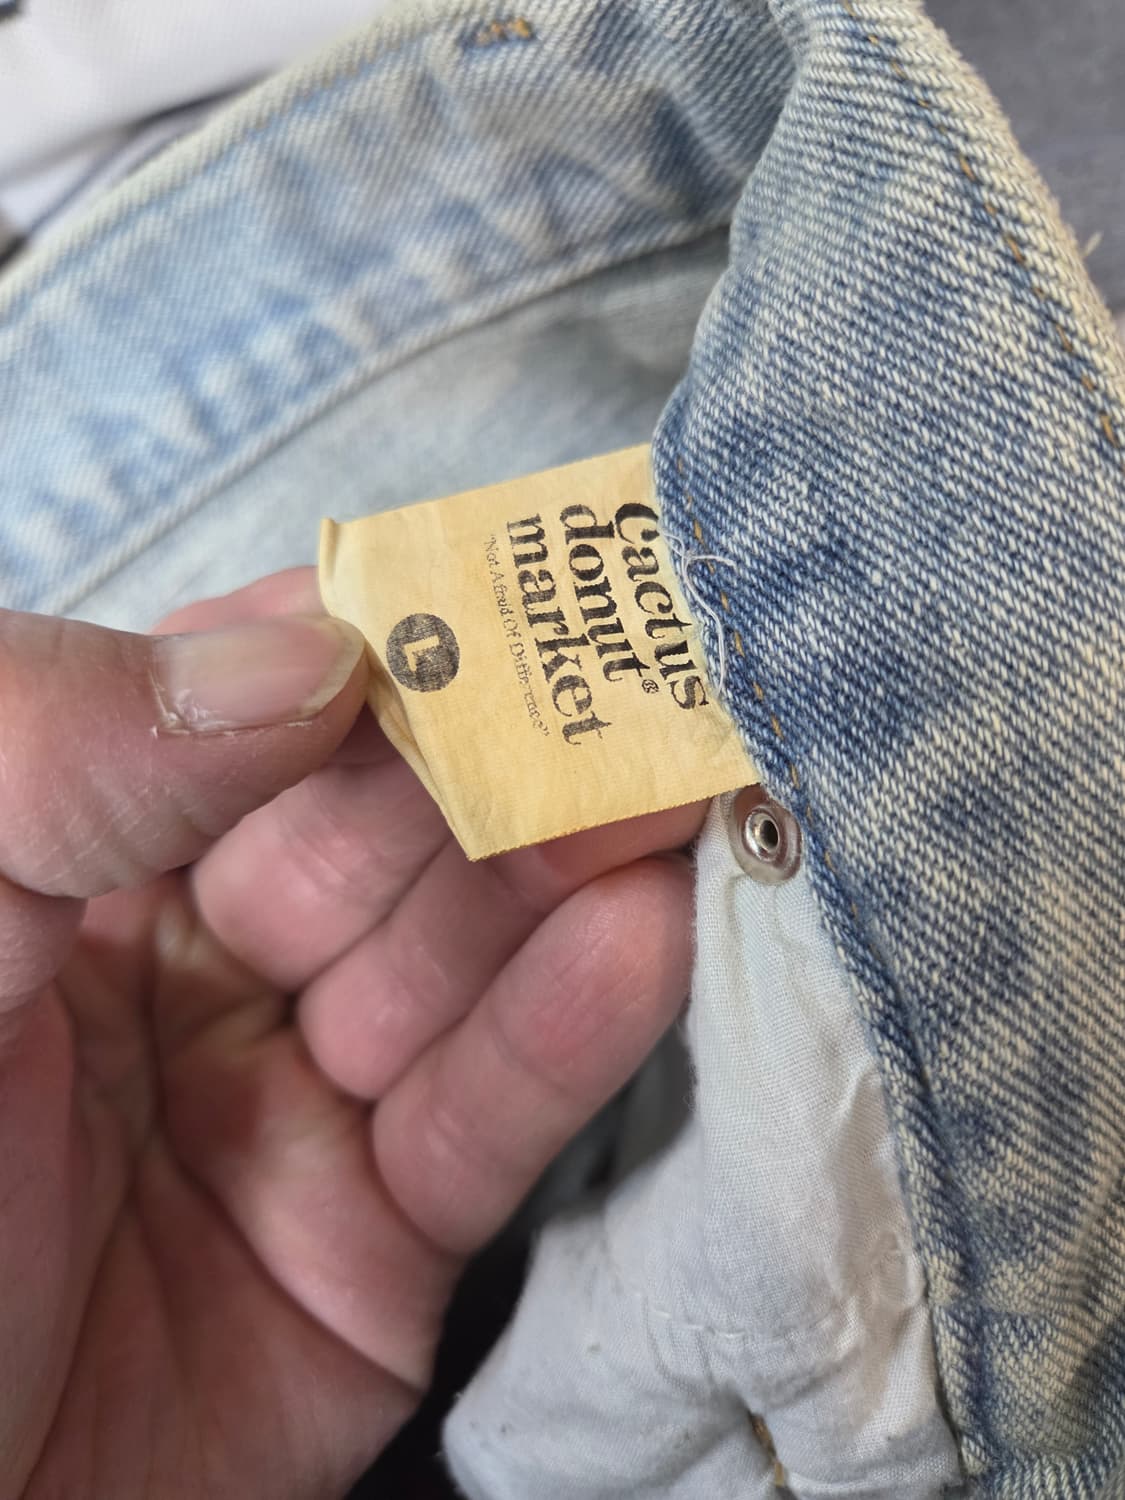 Cactus
donut®
market
"Not Afraid Of Difference"
L